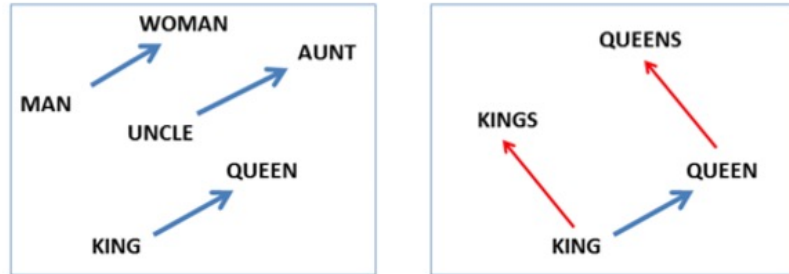 WOMAN
AUNT
MAN
UNCLE
QUEEN
KING
QUEENS
KINGS
QUEEN
KING